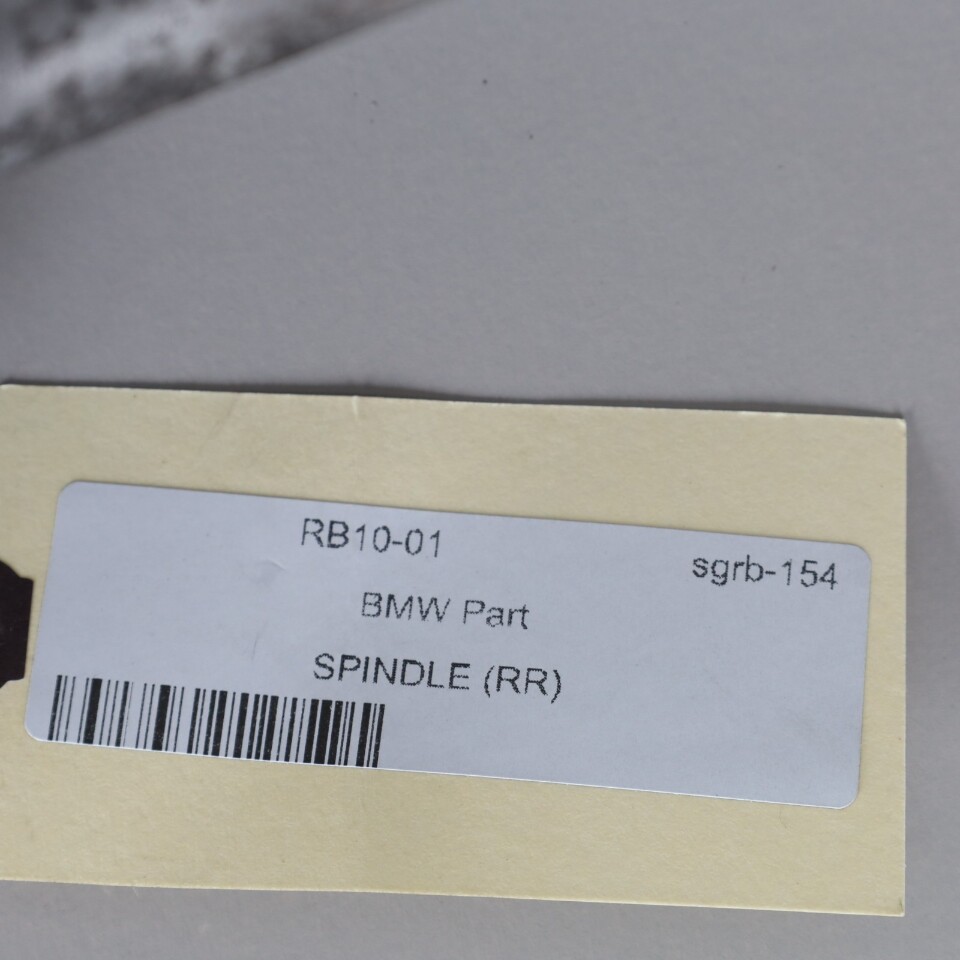 RB10-01
sgrb-154
BMW Part
SPINDLE (RR)